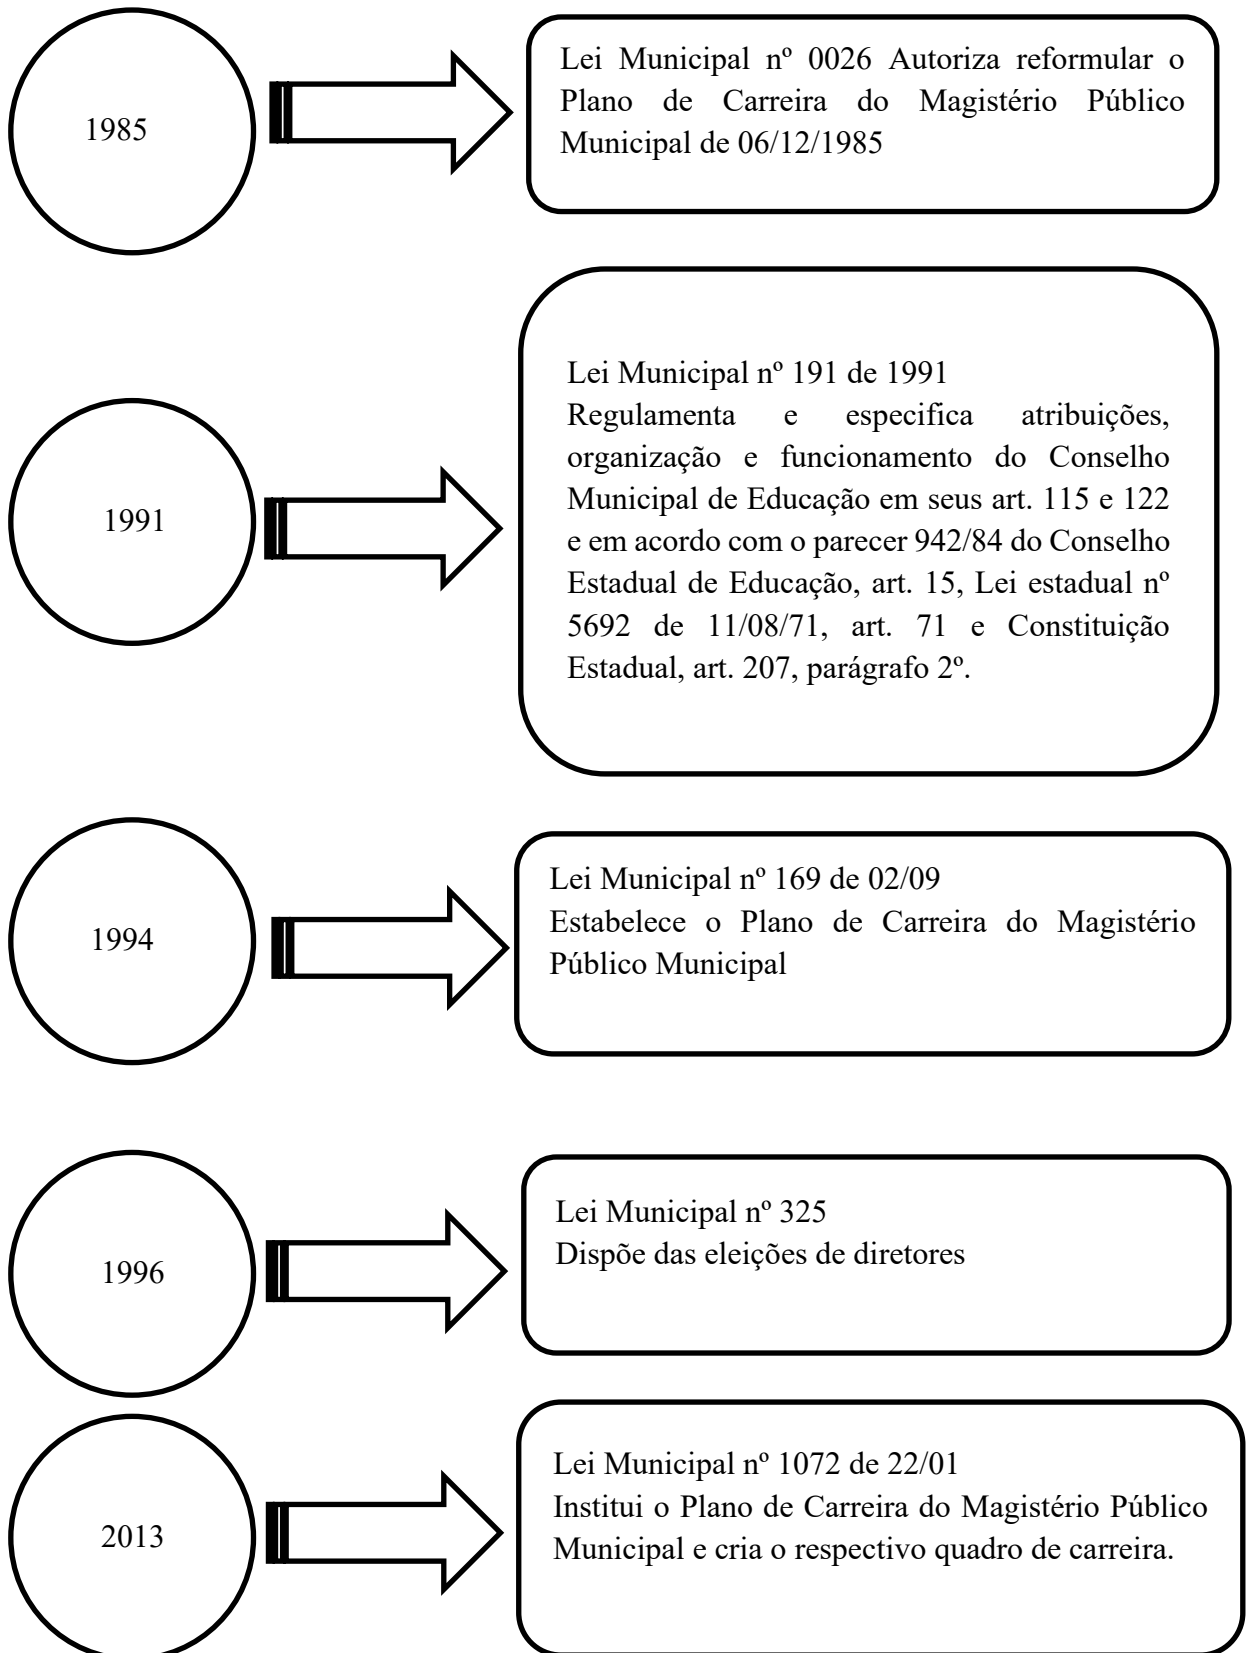 1985
Lei Municipal nº 0026 Autoriza reformular o
Plano de Carreira do Magistério Público
Municipal de 06/12/1985
1991
Lei Municipal nº 191 de 1991
Regulamenta e especifica atribuições,
organização e funcionamento do Conselho
Municipal de Educação em seus art. 115 e 122
e em acordo com o parecer 942/84 do Conselho
Estadual de Educação, art. 15, Lei estadual nº
5692 de 11/08/71, art. 71 e Constituição
Estadual, art. 207, parágrafo 2º.
1994
Lei Municipal nº 169 de 02/09
Estabelece o Plano de Carreira do Magistério
Público Municipal
1996
Lei Municipal nº 325
Dispõe das eleições de diretores
2013
Lei Municipal nº 1072 de 22/01
Institui o Plano de Carreira do Magistério Público
Municipal e cria o respectivo quadro de carreira.